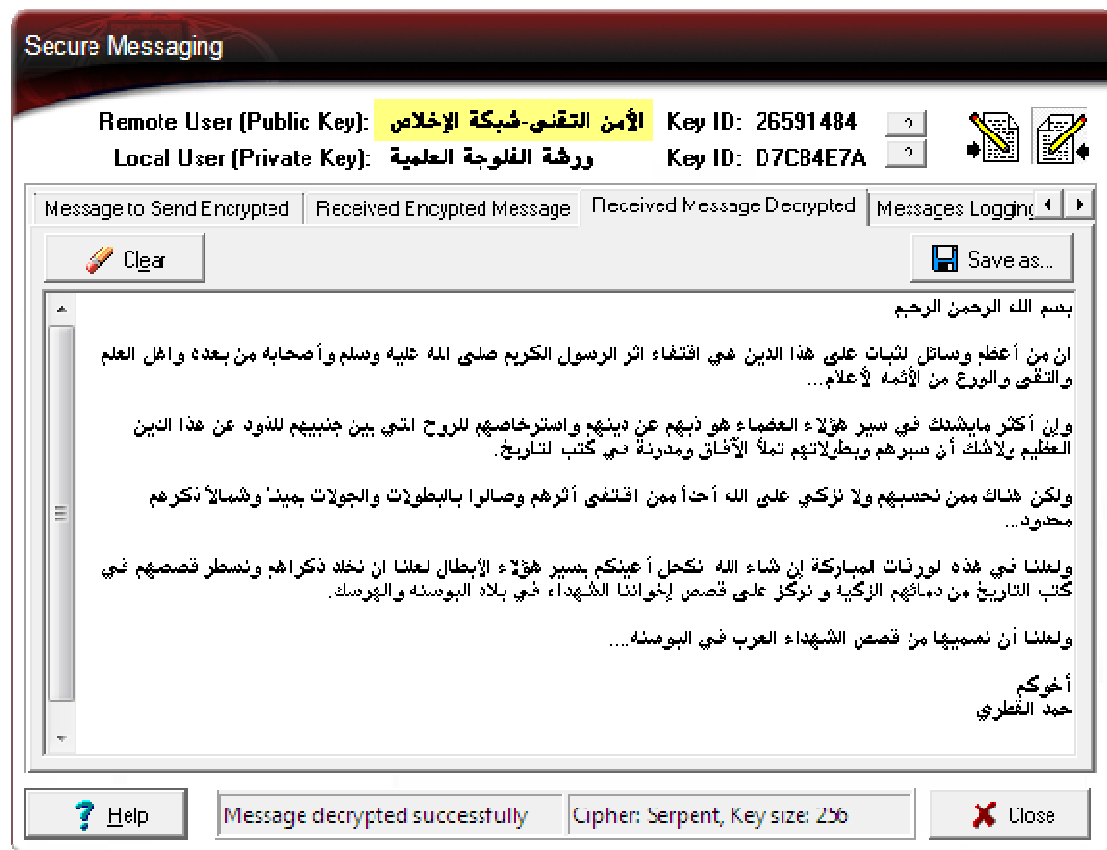 Secure Messaging
Remote User (Public Key): الأمن التقني-شبكة الإخلاص Key ID: 26591484 ?
Local User (Private Key): ورشة الفلوجة العلمية Key ID: D7CB4E7A ?
Message to Send Encrypted Received Encypted Message Received Message Decrypted Messages Logging
Clear Save as...
بسم الله الرحمن الرحيم
ان من أعظم وسائل لثبات على هذا الدين هي اقتفاء اثر الرسول الكريم صلى الله عليه وسلم وأصحابه من بعده واهل العلم
والتقى والورع من الأئمه لأعلام...
وإن أكثر مايشدك في سير هؤلاء العضماء هو ذبهم عن دينهم واسترخاصهم للروح التي بين جنبيهم للذود عن هذا الدين
العظيم ولاشك أن سيرهم وبطولاتهم تملأ الآفاق ومدونة في كتب لتاريخ.
ولكن هناك ممن نحسبهم ولا نزكي على الله أحداً ممن اقتفى أثرهم وصالوا بالبطولات والجولات يميناً وشمالاً ذكرهم
محدود...
ولعلنا في هذه لورقات المباركة إن شاء الله نكحل أعينكم بسير هؤلاء الأبطال لعلنا ان نخلد ذكراهم ونسطر قصصهم في
كتب التاريخ من دمائهم الزكية و نركز على قصص إخواننا الشهداء في بلاد البوسنه والهرسك.
ولعلنا أن نسميها من قصص الشهداء العرب في البوسنه....
أخوكم
حمد القطري
Help Message decrypted successfully Cipher: Serpent, Key size: 256 Close